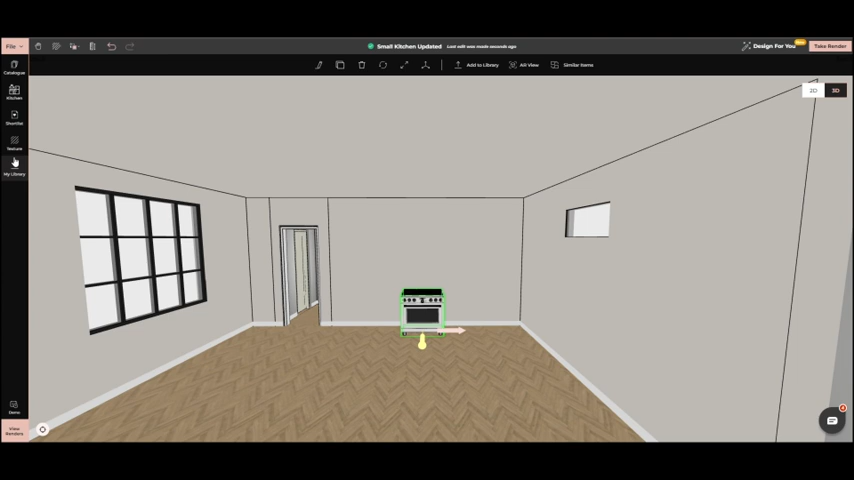 File
Small Kitchen Updated
Last edit was made seconds ago
Design For You
Take Render
Add to Library
AR View
Similar Items
2D
3D
Catalogue
Kitchen
Shortlist
Texture
My Library
Demo
View
Renders